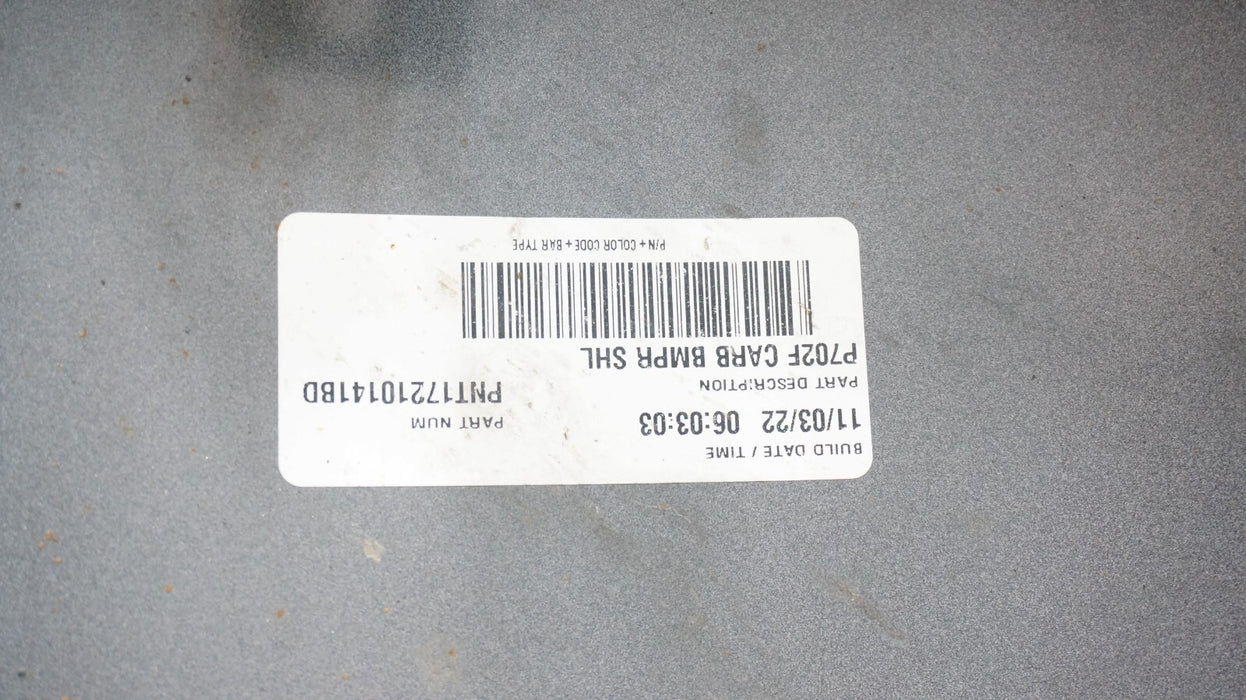 BUILD DATE / TIME
11/03/22 06:03:03
PART NUM
PNT17210141BD
PART DESCRIPTION
P702F CARB BMPR SHL
P/N + COLOR CODE + BAR TYPE